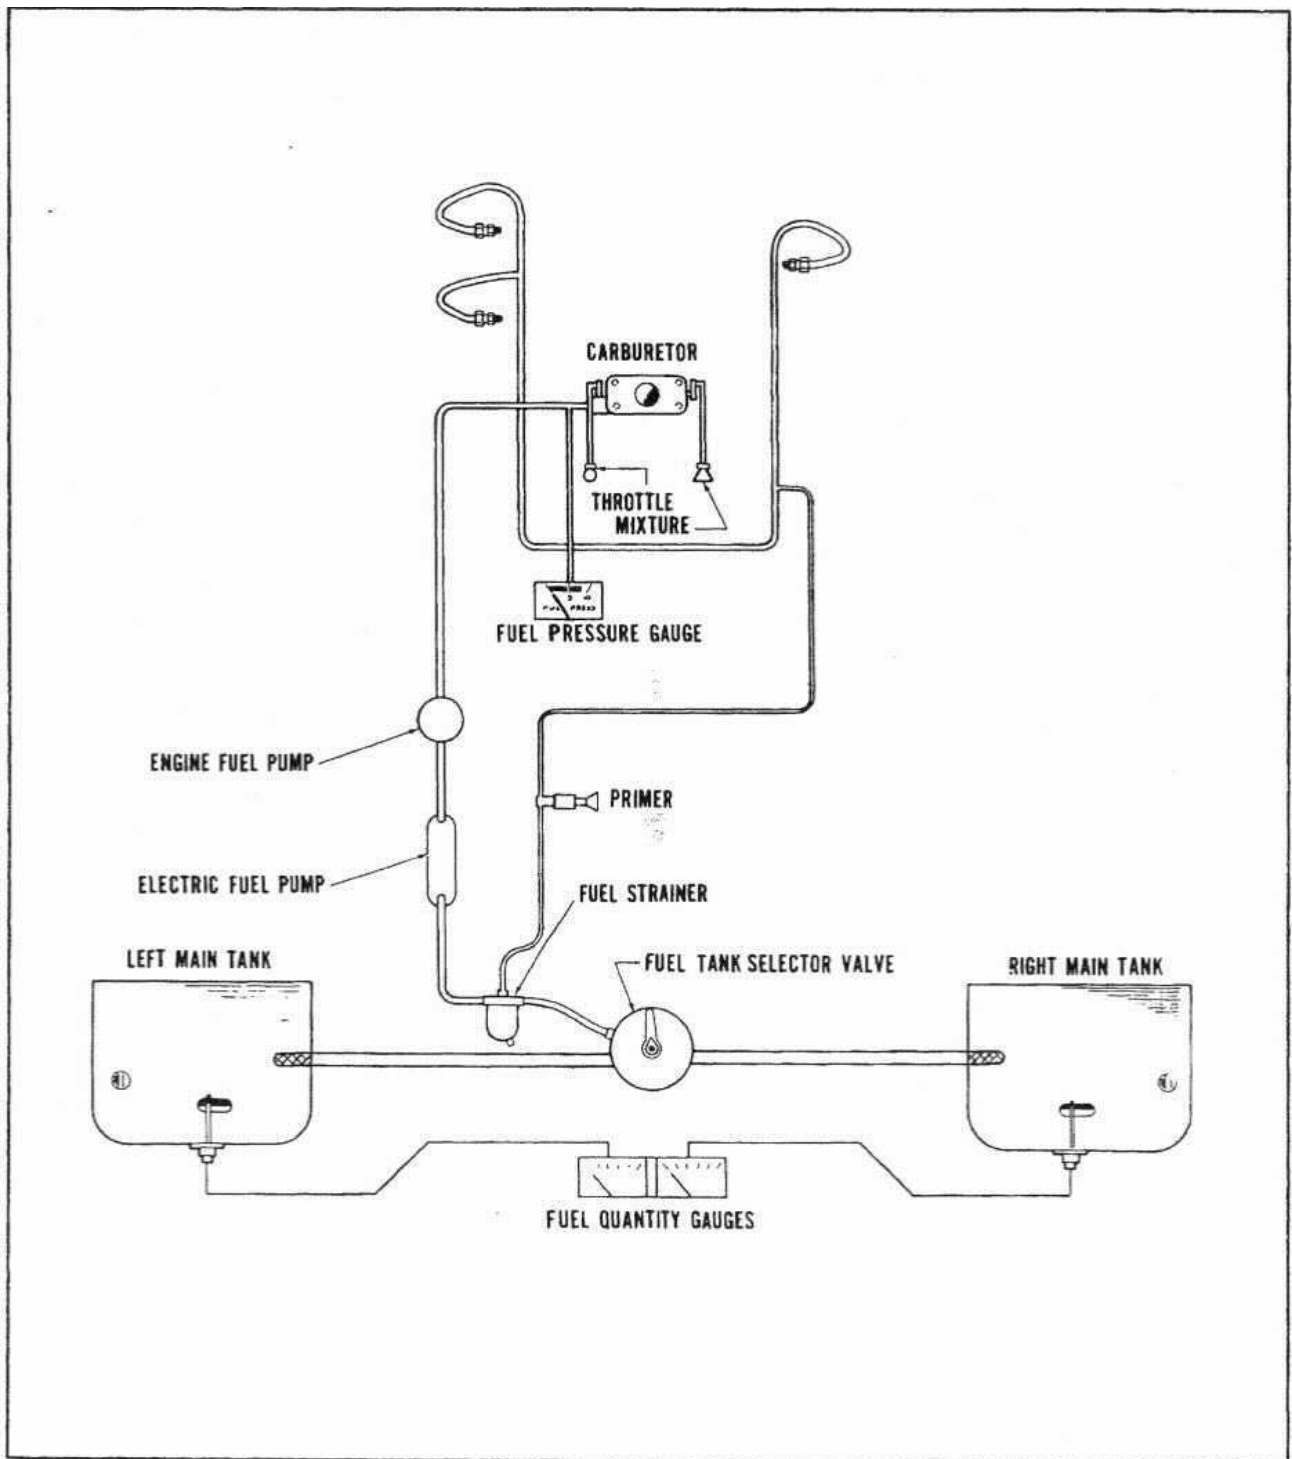 CARBURETOR
THROTTLE
MIXTURE
FUEL PRESSURE GAUGE
ENGINE FUEL PUMP
PRIMER
ELECTRIC FUEL PUMP
FUEL STRAINER
LEFT MAIN TANK
FUEL TANK SELECTOR VALVE
RIGHT MAIN TANK
FUEL QUANTITY GAUGES